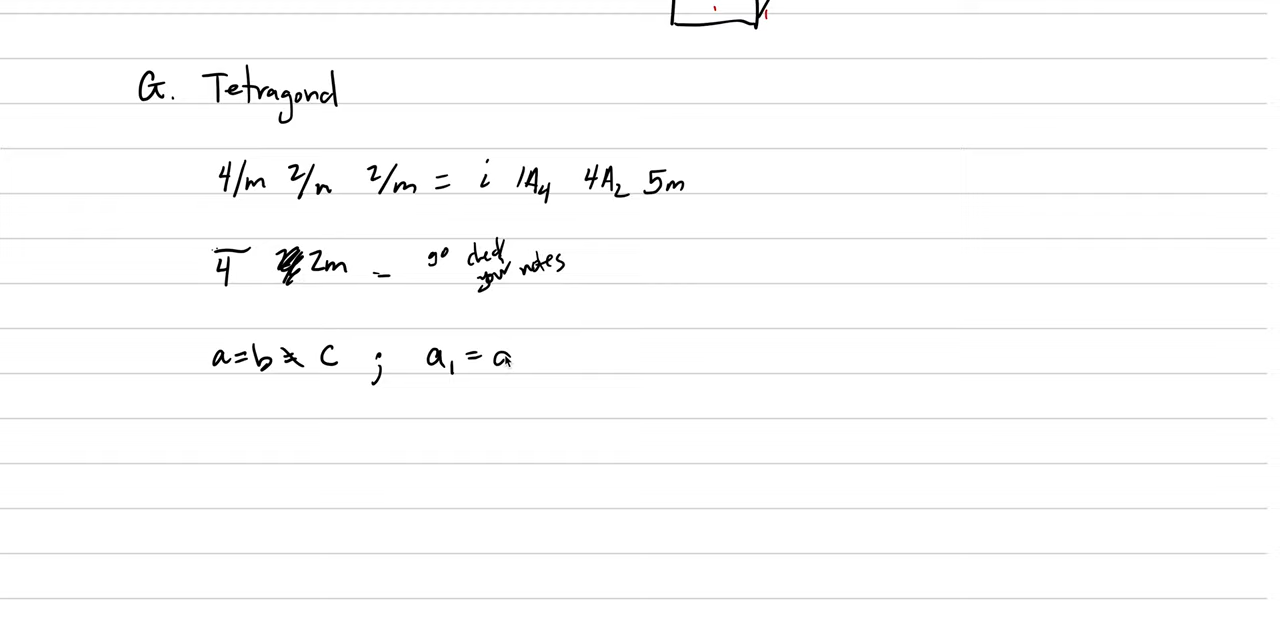 G. Tetragonal
4/m 2/m 2/m = i 1A₄ 4A₂ 5m
4̅ 2m = go check your notes
a=b≠c ; a₁ = a